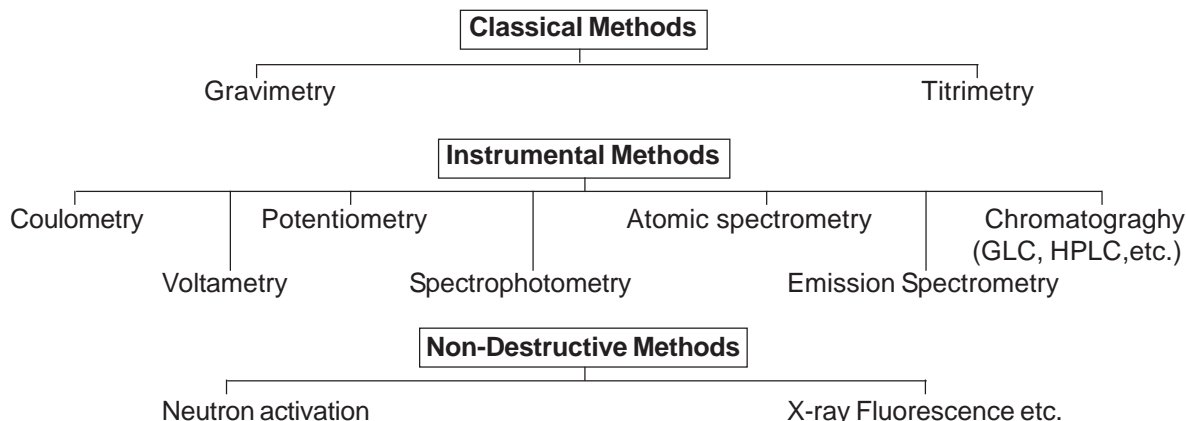 Classical Methods
Gravimetry Titrimetry
Instrumental Methods
Coulometry Potentiometry Atomic spectrometry Chromatograghy
(GLC, HPLC,etc.)
Voltametry Spectrophotometry Emission Spectrometry
Non-Destructive Methods
Neutron activation X-ray Fluorescence etc.